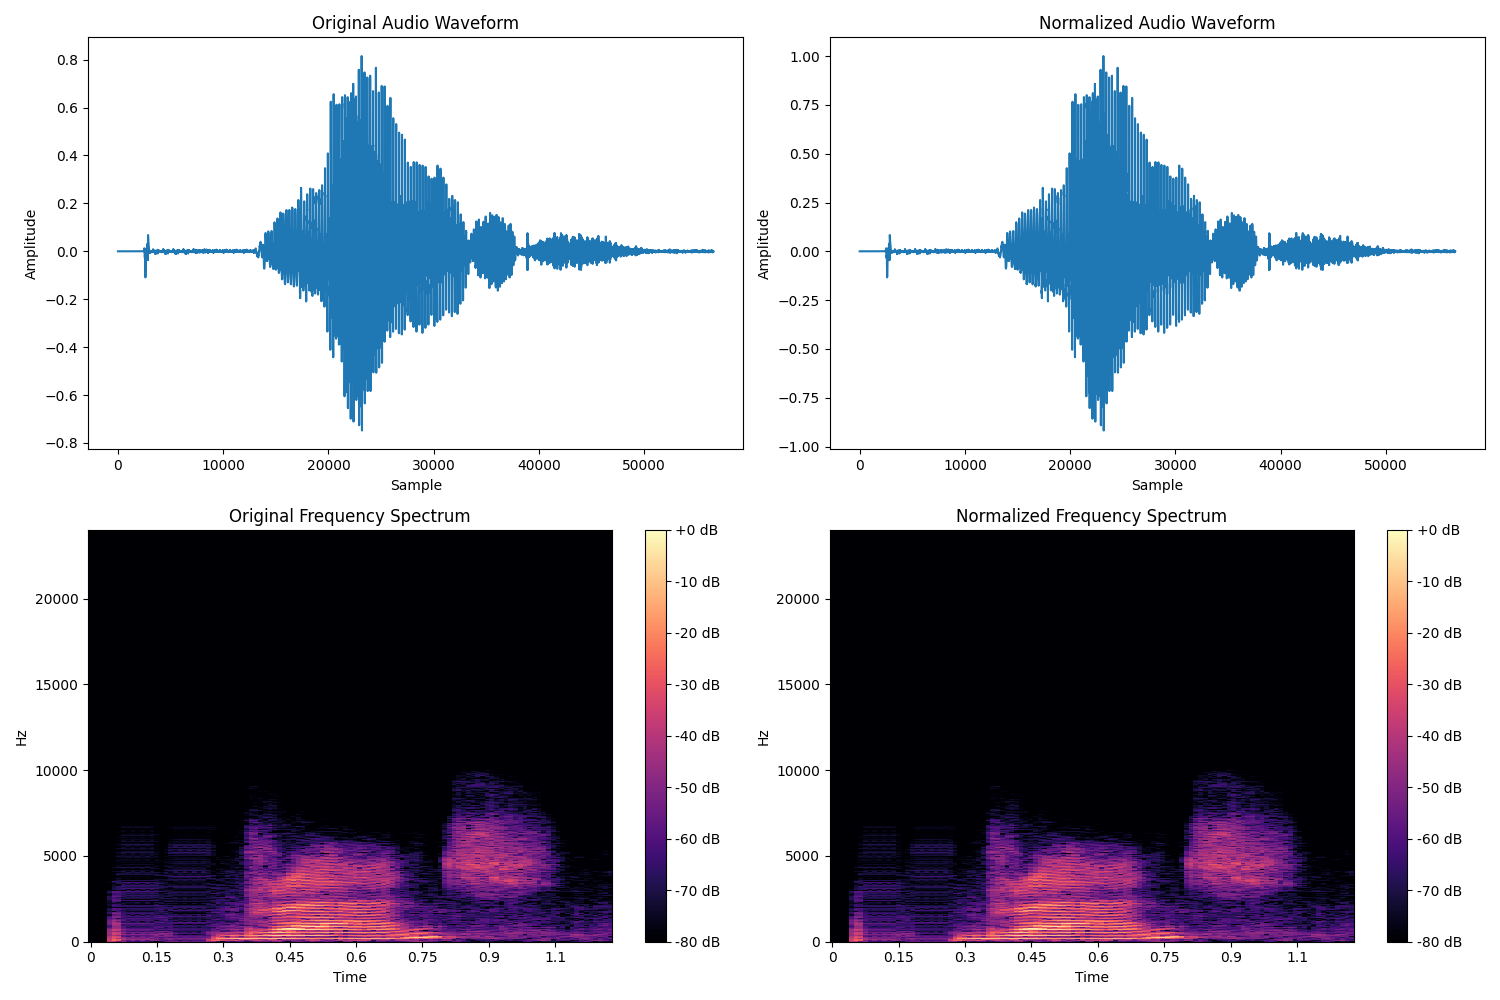 Original Audio Waveform
Normalized Audio Waveform
Amplitude
0.8
0.6
0.4
0.2
0.0
−0.2
−0.4
−0.6
−0.8
0 10000 20000 30000 40000 50000
Sample
Amplitude
1.00
0.75
0.50
0.25
0.00
−0.25
−0.50
−0.75
−1.00
0 10000 20000 30000 40000 50000
Sample
Original Frequency Spectrum
Hz
20000
15000
10000
5000
0
0 0.15 0.3 0.45 0.6 0.75 0.9 1.1
Time
+0 dB
-10 dB
-20 dB
-30 dB
-40 dB
-50 dB
-60 dB
-70 dB
-80 dB
Normalized Frequency Spectrum
Hz
20000
15000
10000
5000
0
0 0.15 0.3 0.45 0.6 0.75 0.9 1.1
Time
+0 dB
-10 dB
-20 dB
-30 dB
-40 dB
-50 dB
-60 dB
-70 dB
-80 dB